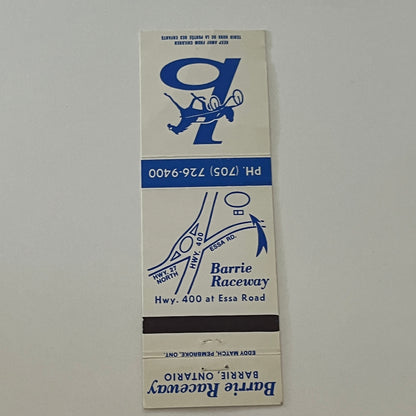 KEEP AWAY FROM CHILDREN
TENIR HORS DE LA PORTÉE DES ENFANTS
b
PH. (705) 726-9400
HWY. 27
NORTH
HWY. 400
ESSA RD.
Barrie
Raceway
Hwy. 400 at Essa Road
EDDY MATCH, PEMBROKE, ONT.
Barrie Raceway
BARRIE, ONTARIO